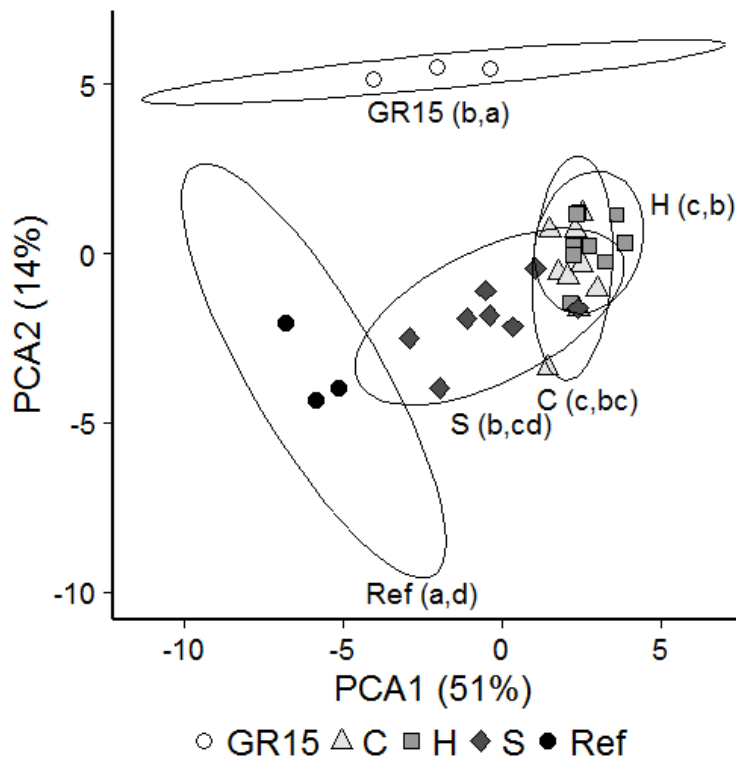 5
GR15 (b,a)
H (c,b)
0
PCA2 (14%)
C (c,bc)
S (b,cd)
-5
Ref (a,d)
-10
-10 -5 0 5
PCA1 (51%)
GR15 C H S Ref